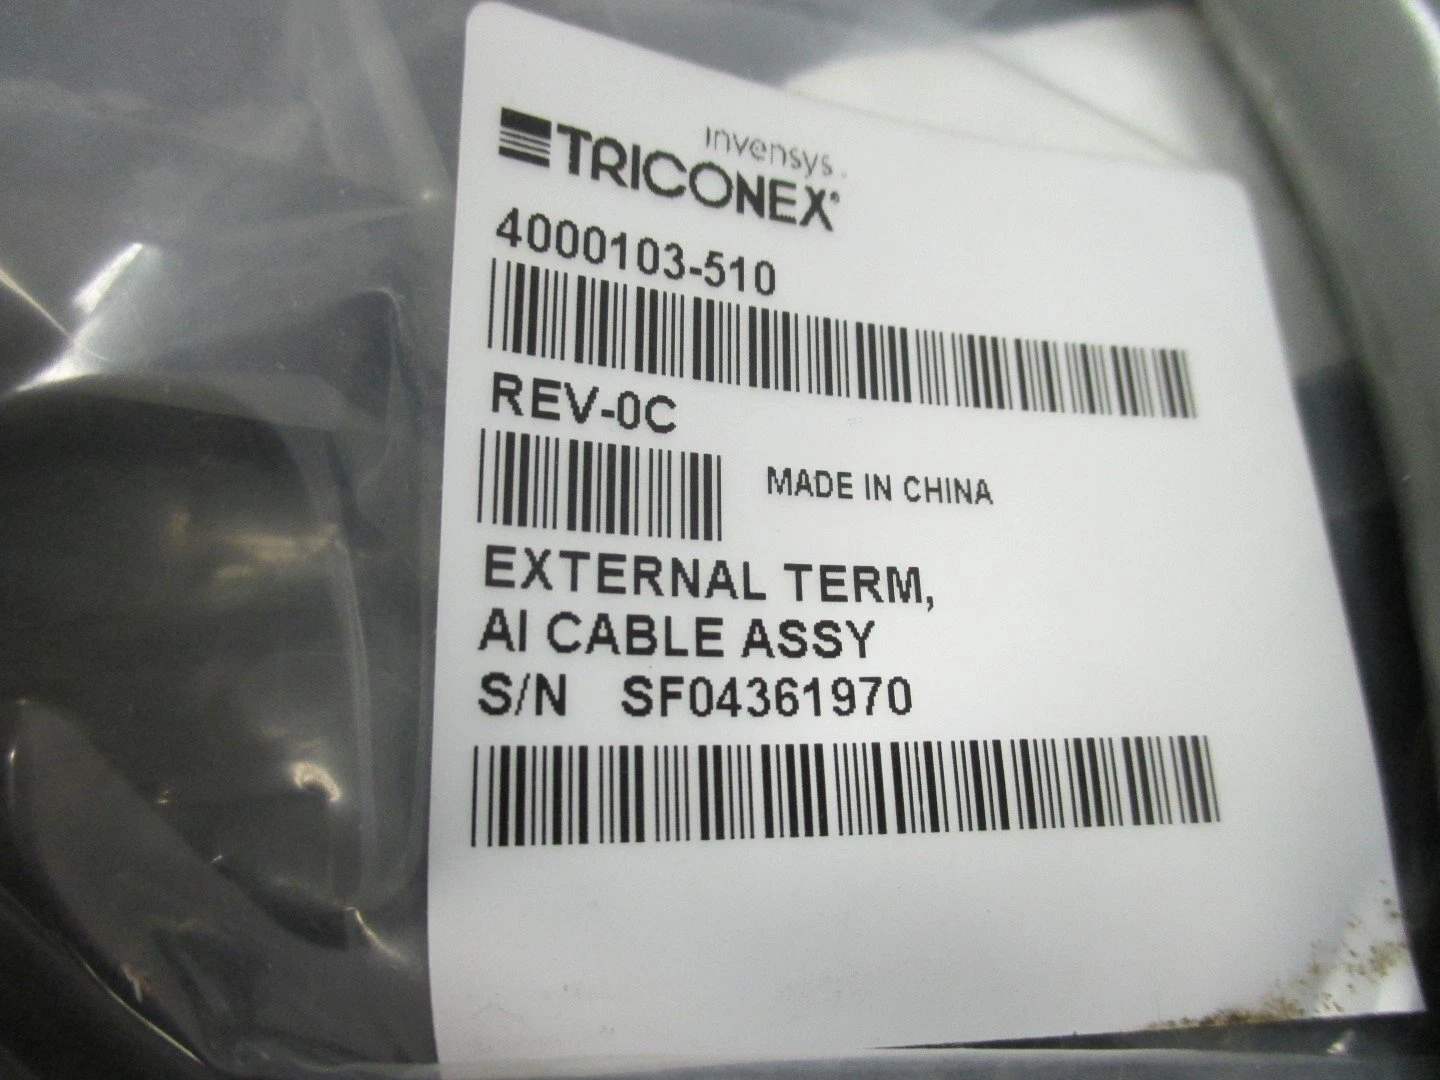 invensys.
TRICONEX®
4000103-510
REV-0C
MADE IN CHINA
EXTERNAL TERM,
AI CABLE ASSY
S/N SF04361970